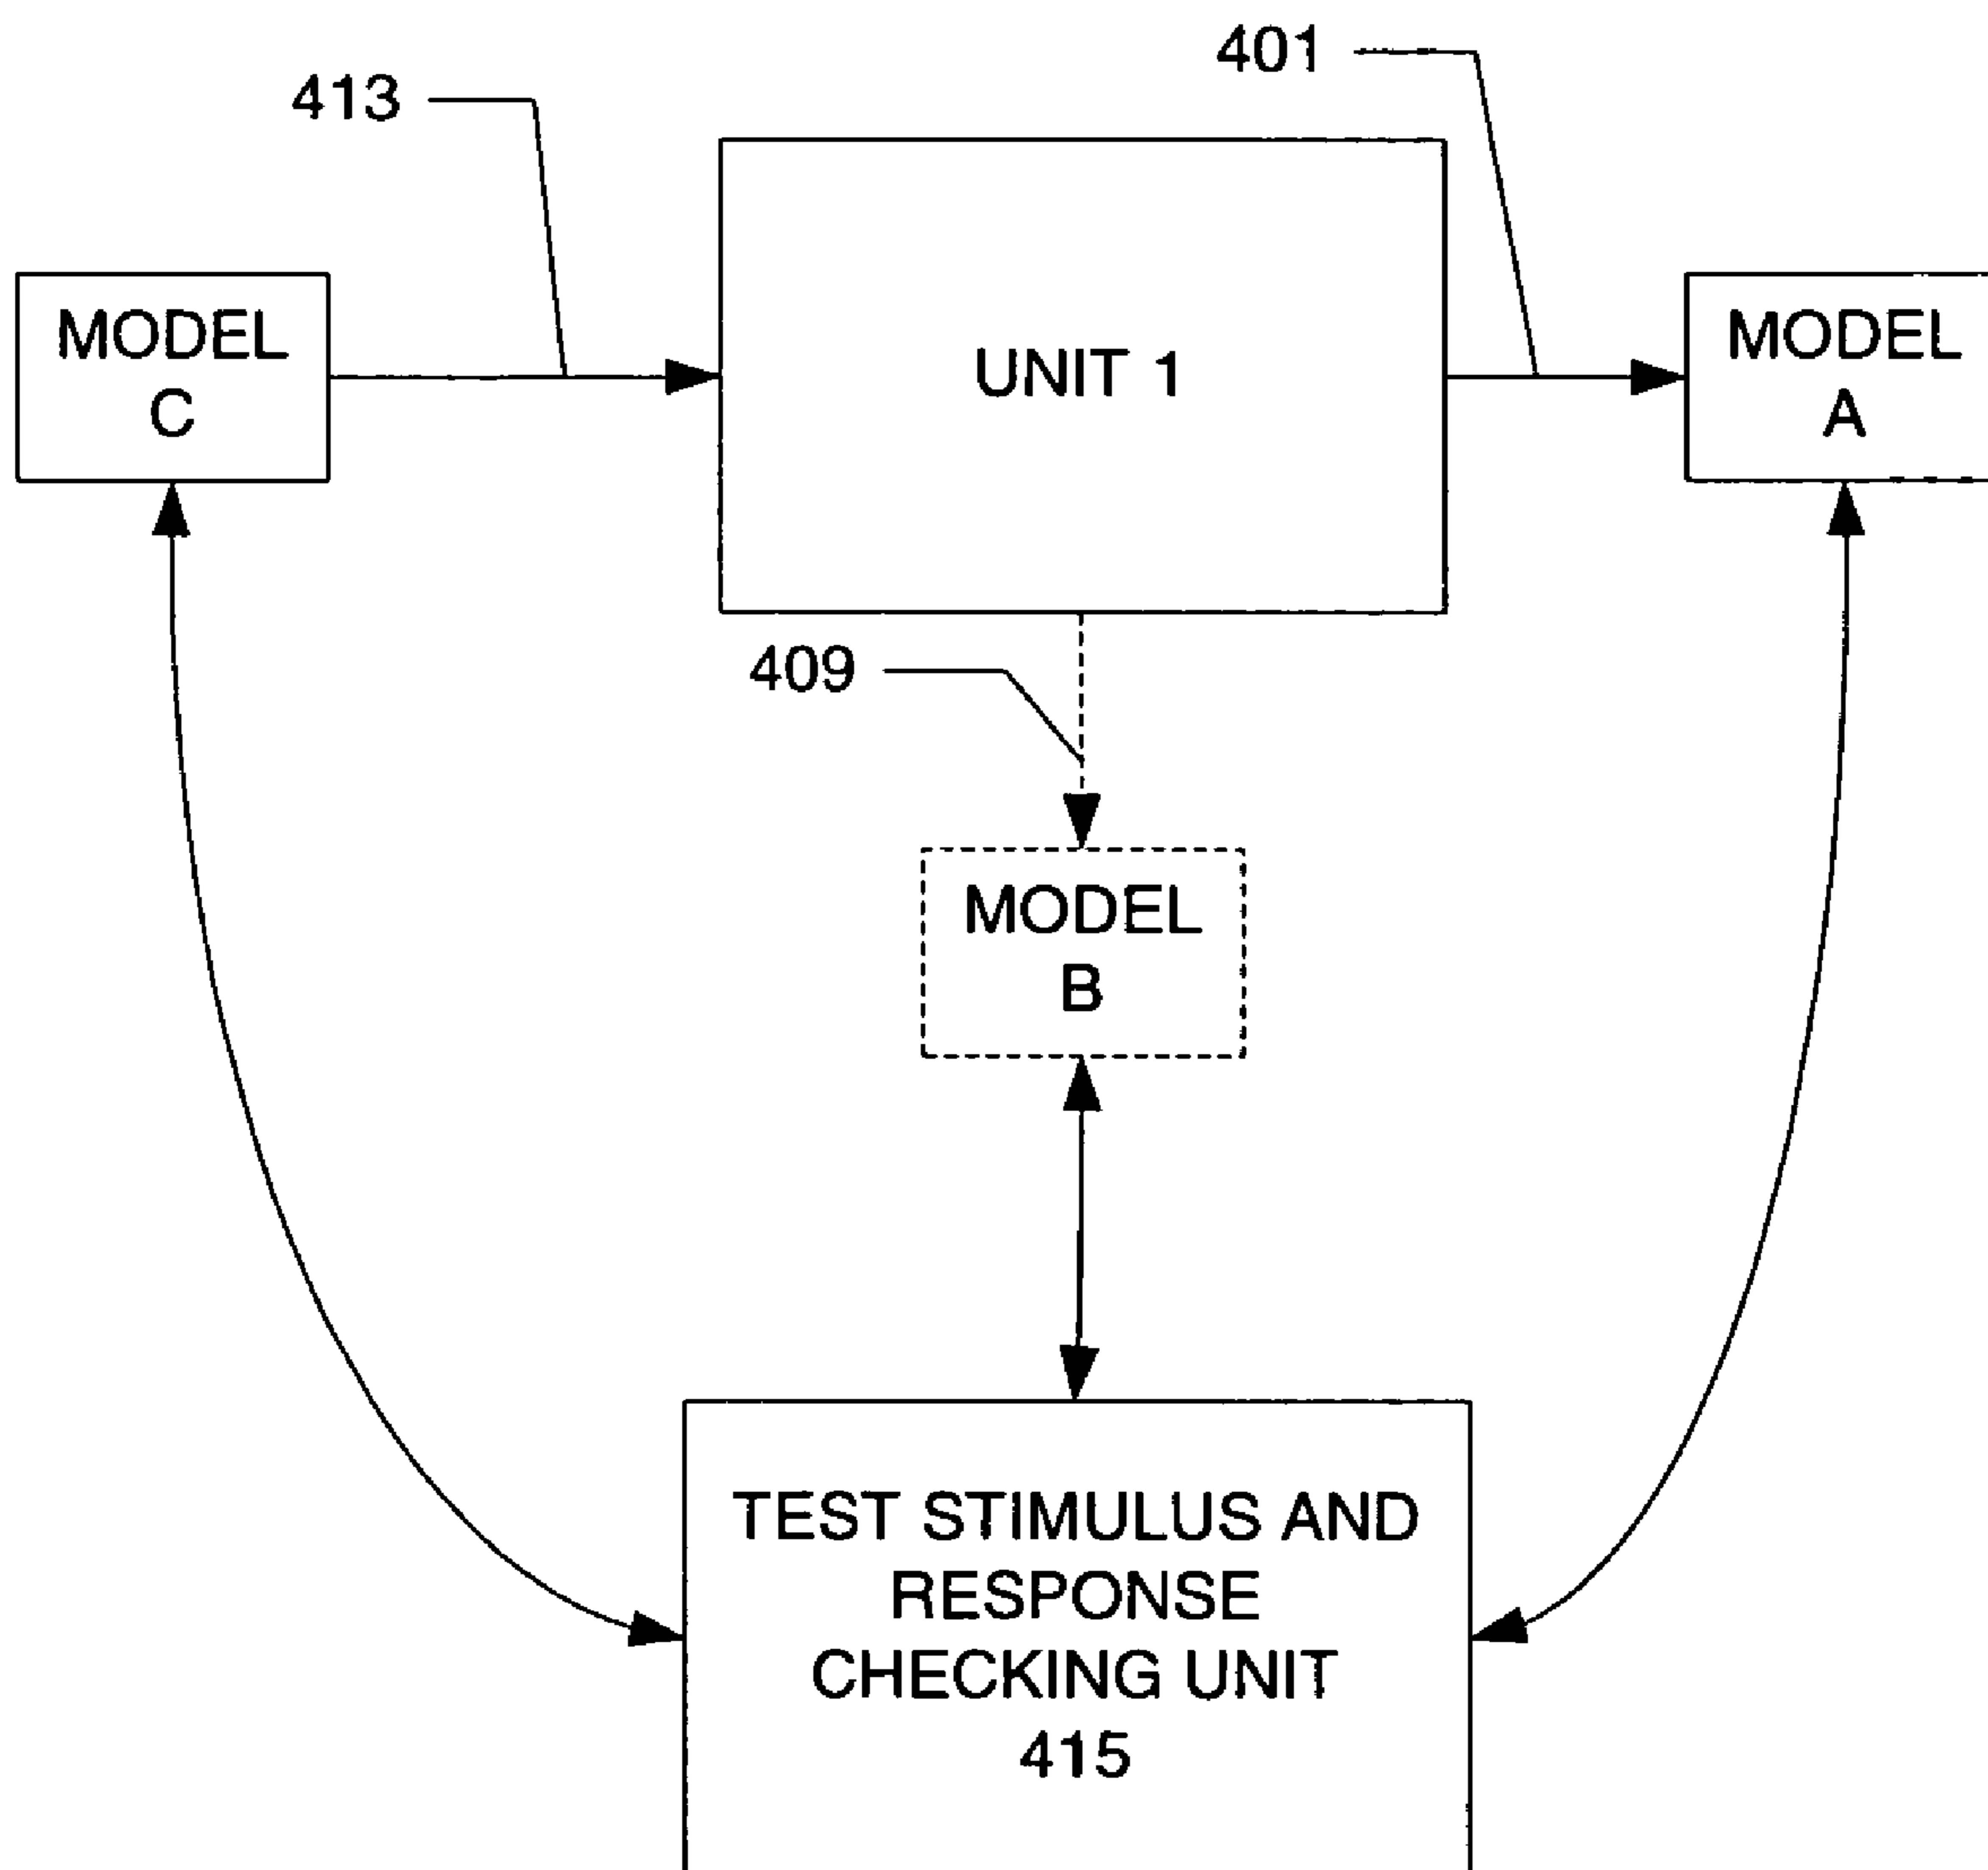 401
413
MODEL
C
UNIT 1
MODEL
A
409
MODEL
B
TEST STIMULUS AND
RESPONSE
CHECKING UNIT
415